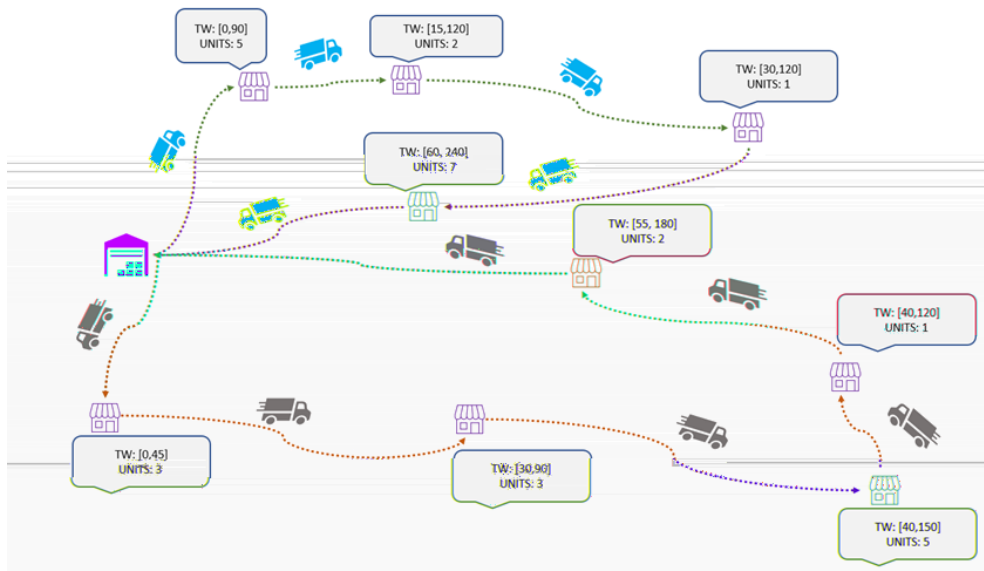 TW: [0,90]
UNITS: 5
TW: [15,120]
UNITS: 2
TW: [30,120]
UNITS: 1
TW: [60, 240]
UNITS: 7
TW: [55, 180]
UNITS: 2
TW: [40,120]
UNITS: 1
TW: [0,45]
UNITS: 3
TW: [30,90]
UNITS: 3
TW: [40,150]
UNITS: 5